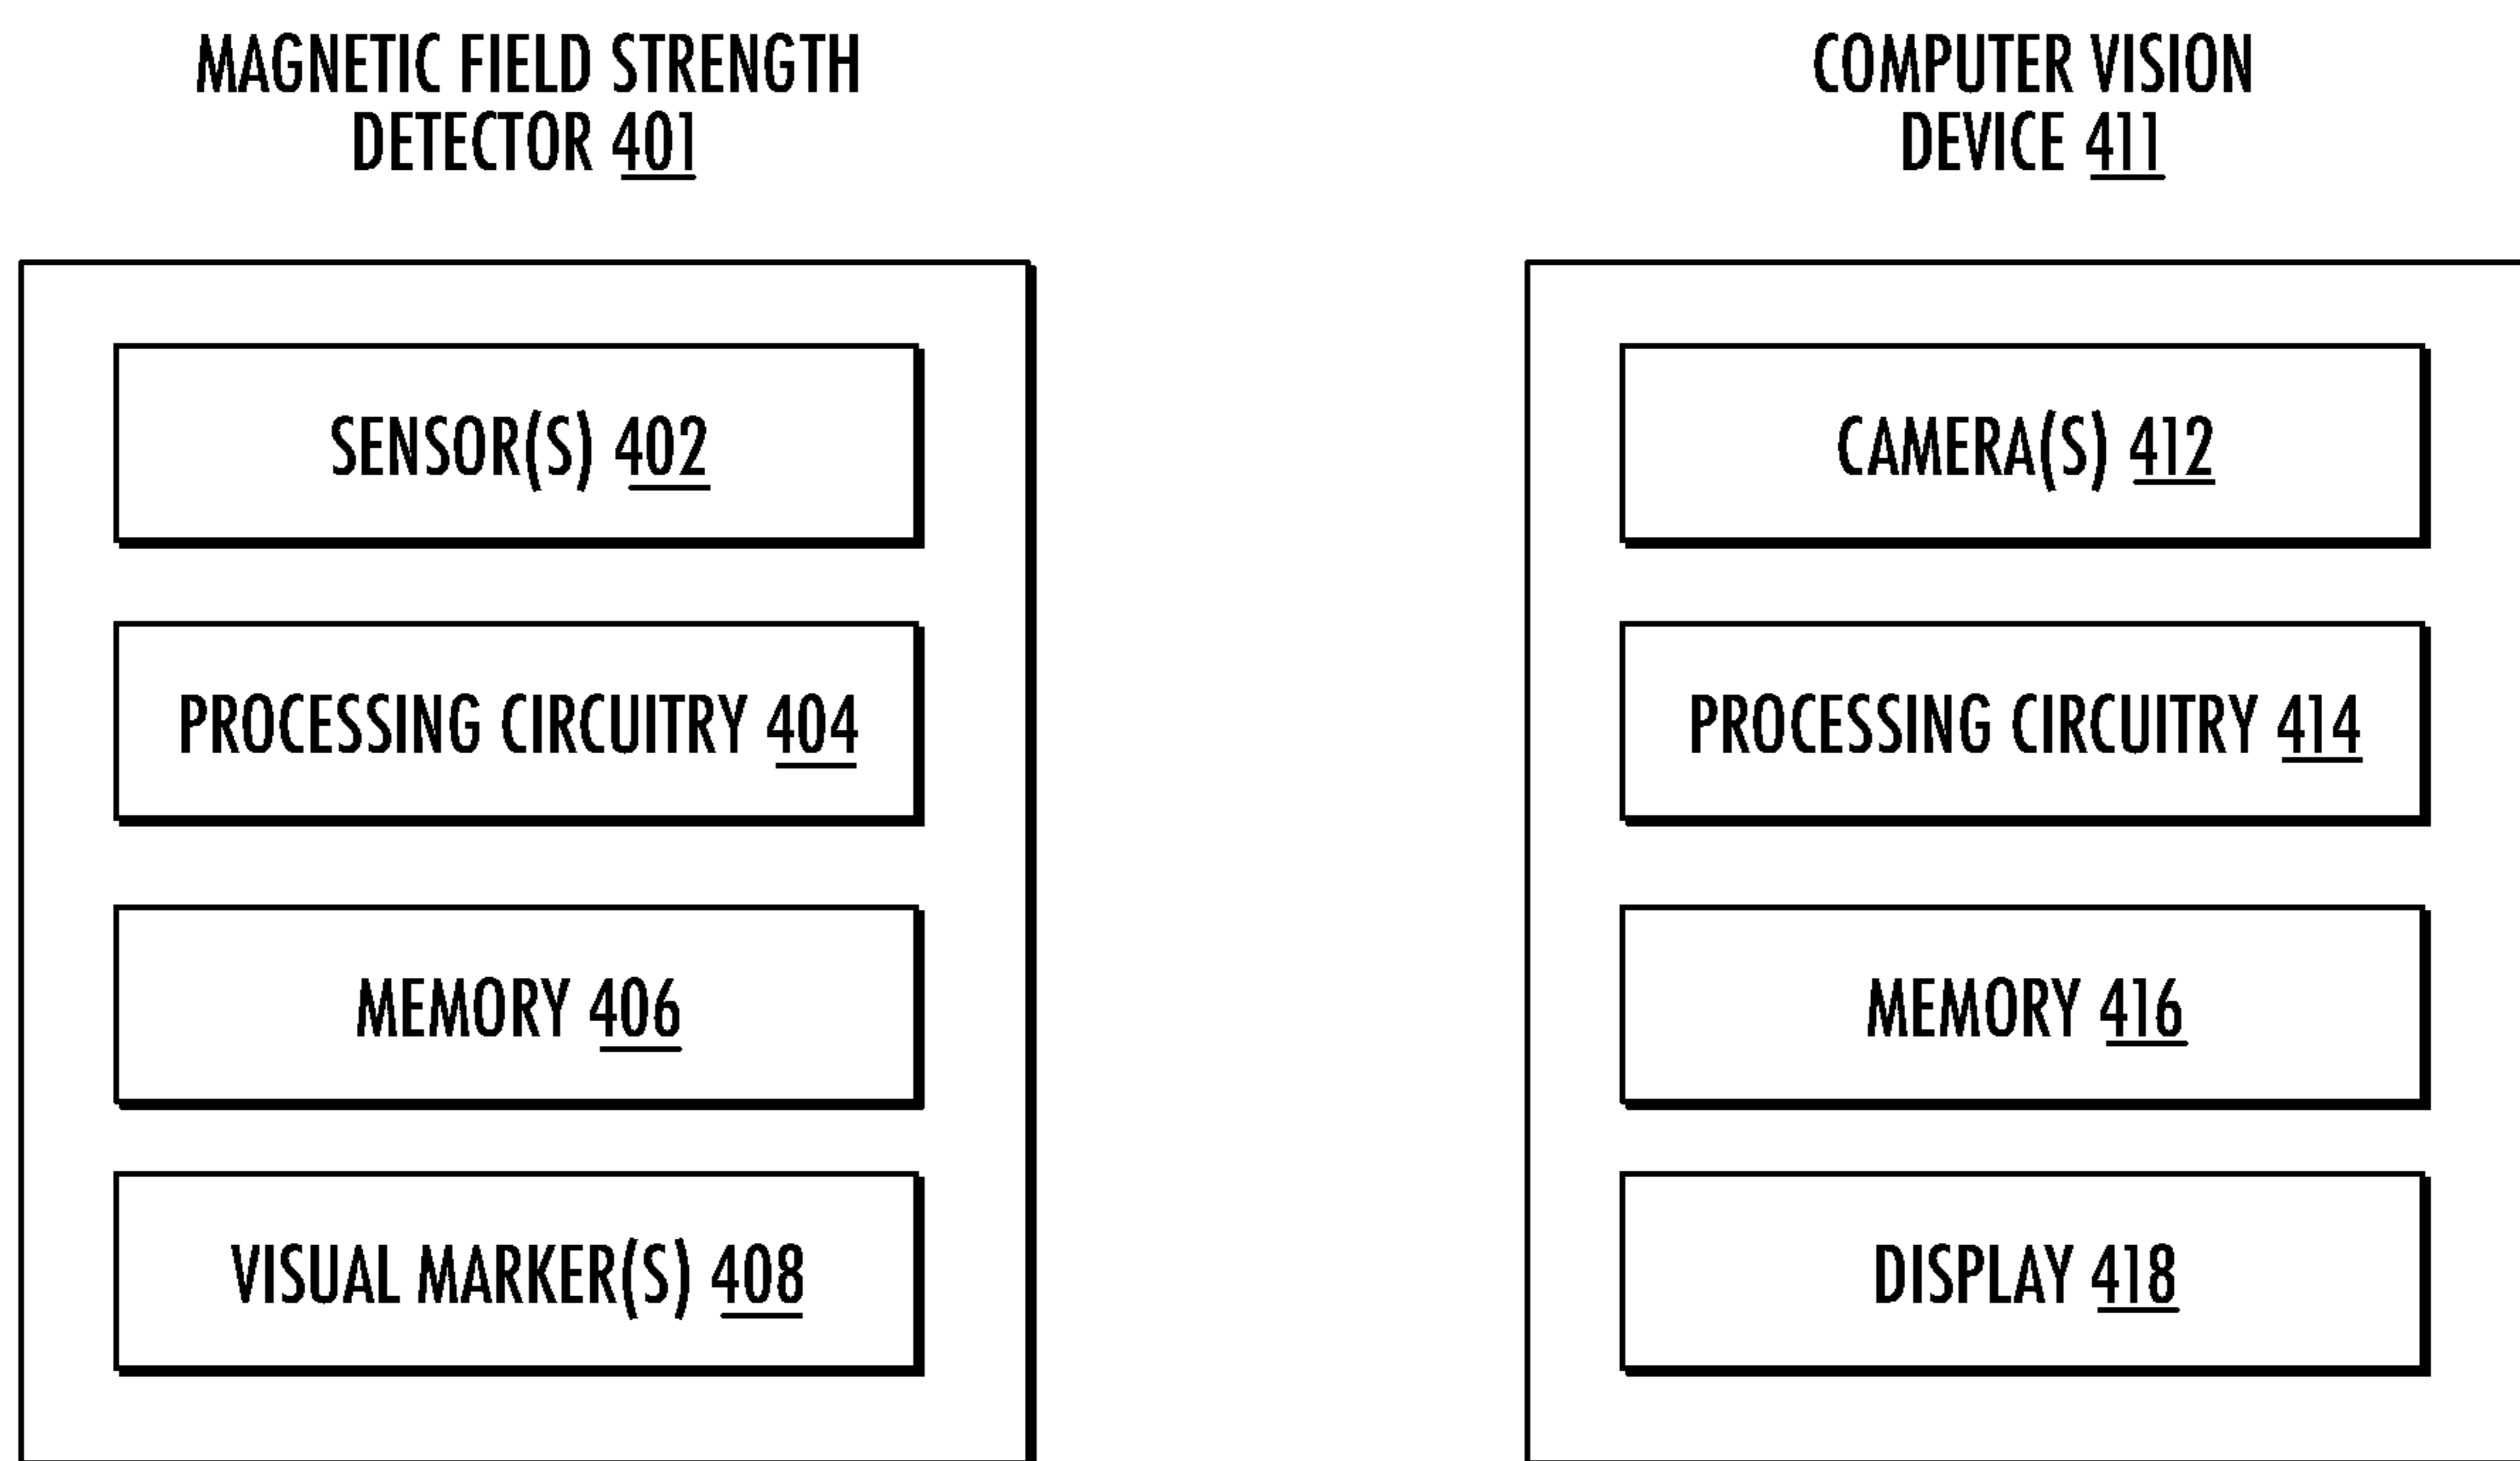 MAGNETIC FIELD STRENGTH
DETECTOR 401
SENSOR(S) 402
PROCESSING CIRCUITRY 404
MEMORY 406
VISUAL MARKER(S) 408
COMPUTER VISION
DEVICE 411
CAMERA(S) 412
PROCESSING CIRCUITRY 414
MEMORY 416
DISPLAY 418